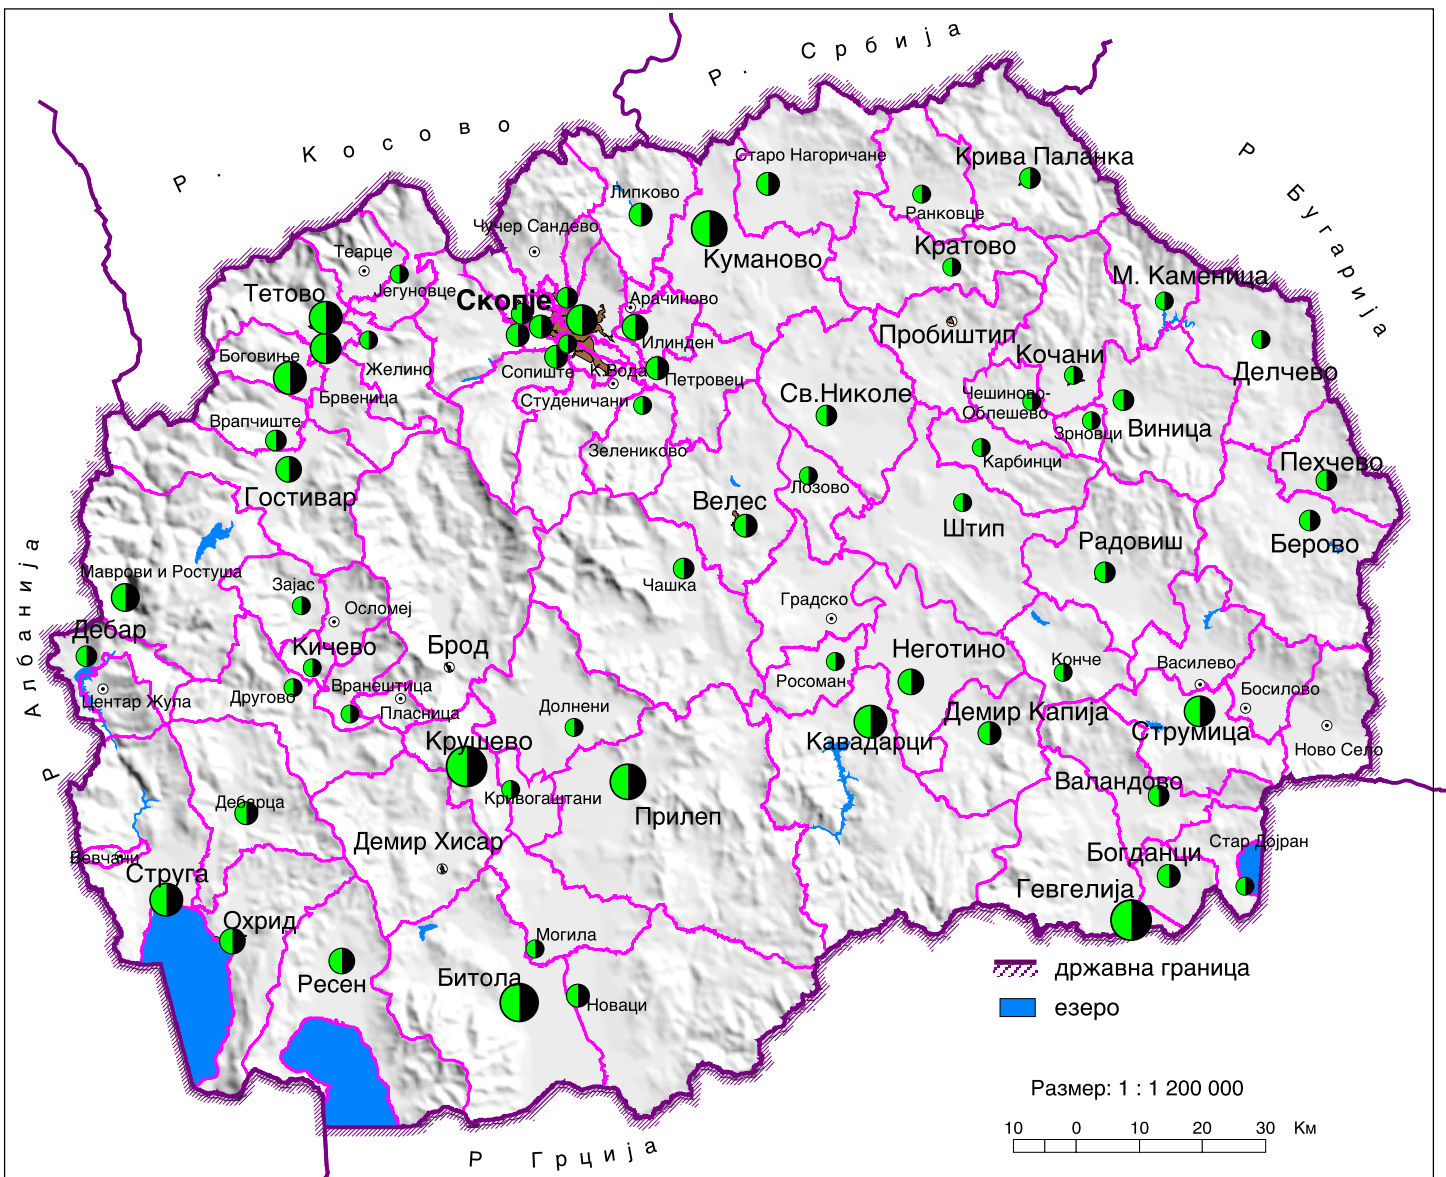 Р. Србија
Р. Косово
Р Бугарија
Старо Нагоричане
Крива Паланка
Липково
Ранковце
Чучер Сандево
Кратово
Куманово
Теарце
М. Каменица
Јегуновце
Тетово
Скопје
Арачиново
Пробиштип
Илинден
Боговиње
Кочани
Желино
Сопиште
К.Вода
Петровец
Делчево
Брвеница
Студеничани
Св.Николе
Чешиново-
Облешево
Врапчиште
Зрновци
Виница
Зелениково
Карбинци
Пехчево
Гостивар
Лозово
Велес
Штип
Радовиш
Берово
Р Албанија
Маврови и Ростуша
Зајас
Чашка
Осломеј
Градско
Дебар
Кичево
Брод
Неготино
Конче
Василево
Росоман
Вранештица
Босилово
Другово
Центар Жупа
Пласница
Долнени
Демир Капија
Струмица
Крушево
Кавадарци
Ново Село
Валандово
Кривогаштани
Дебарца
Прилеп
Демир Хисар
Стар Дојран
Вевчани
Богданци
Струга
Гевгелија
Охрид
Могила
државна граница
Битола
Ресен
Новаци
езеро
Размер: 1 : 1 200 000
10 0 10 20 30 Км
Р Грција